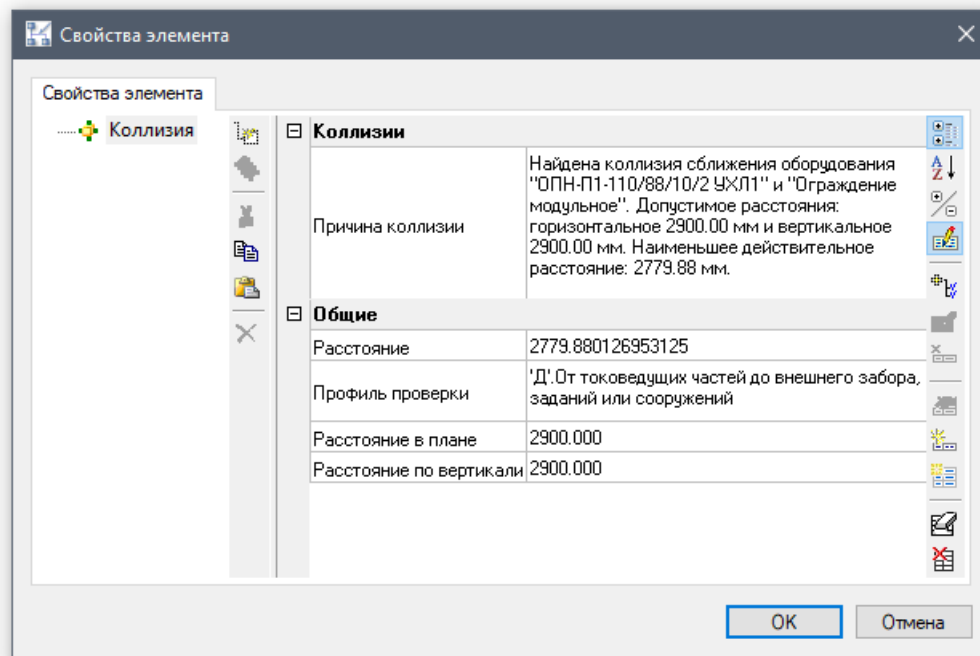 Свойства элемента
Свойства элемента
Коллизия
Коллизии
Причина коллизии
Найдена коллизия сближения оборудования
"ОПН-П1-110/88/10/2 УХЛ1" и "Ограждение
модульное". Допустимое расстояния:
горизонтальное 2900.00 мм и вертикальное
2900.00 мм. Наименьшее действительное
расстояние: 2779.88 мм.
Общие
Расстояние
2779.880126953125
Профиль проверки
'Д'.От токоведущих частей до внешнего забора,
заданий или сооружений
Расстояние в плане
2900.000
Расстояние по вертикали
2900.000
OK
Отмена